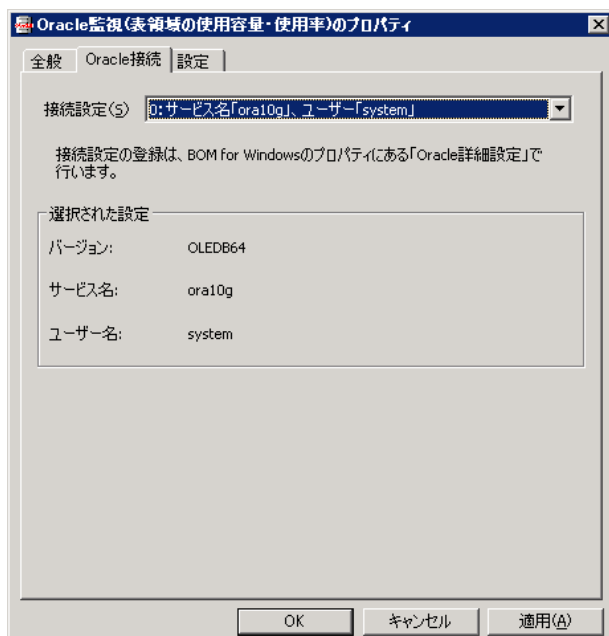 Oracle監視(表領域の使用容量・使用率)のプロパティ
全般 Oracle接続 設定
接続設定(S) 0:サービス名「ora10g」、ユーザー「system」
接続設定の登録は、BOM for Windowsのプロパティにある「Oracle詳細設定」で
行います。
選択された設定
バージョン: OLEDB64
サービス名: ora10g
ユーザー名: system
OK キャンセル 適用(A)